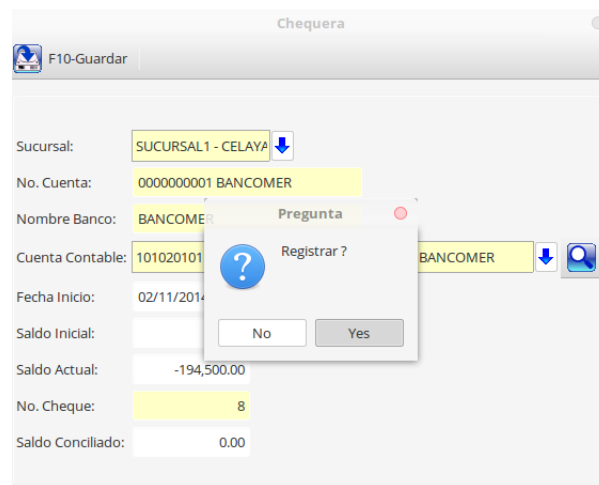 Chequera
F10-Guardar
Sucursal: SUCURSAL1 - CELAYA
No. Cuenta: 0000000001 BANCOMER
Nombre Banco: BANCOMER
Pregunta
Registrar ?
No Yes
Cuenta Contable: 101020101 BANCOMER
Fecha Inicio: 02/11/2014
Saldo Inicial:
Saldo Actual: -194,500.00
No. Cheque: 8
Saldo Conciliado: 0.00